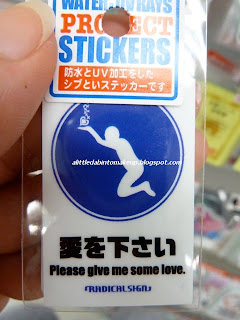 WATER UV RAYS
PROTECT
STICKERS
防水とUV加工をした
シブといステッカーです
alittledabintomakeup.blogspot.com
愛を下さい
Please give me some love.
RADICALSIGN